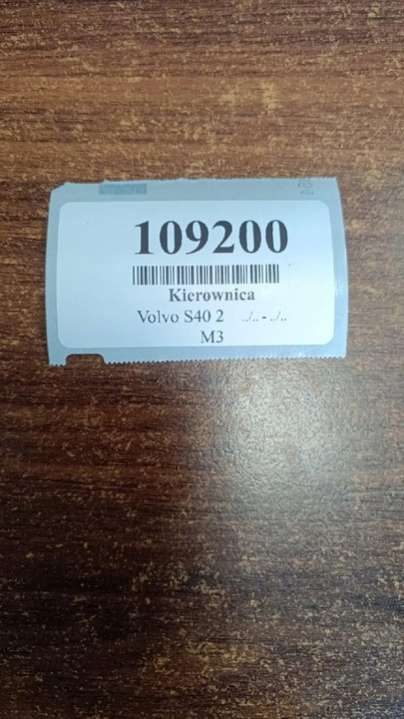 109200
Kierownica
Volvo S40 2 ../.. - ../..
M3